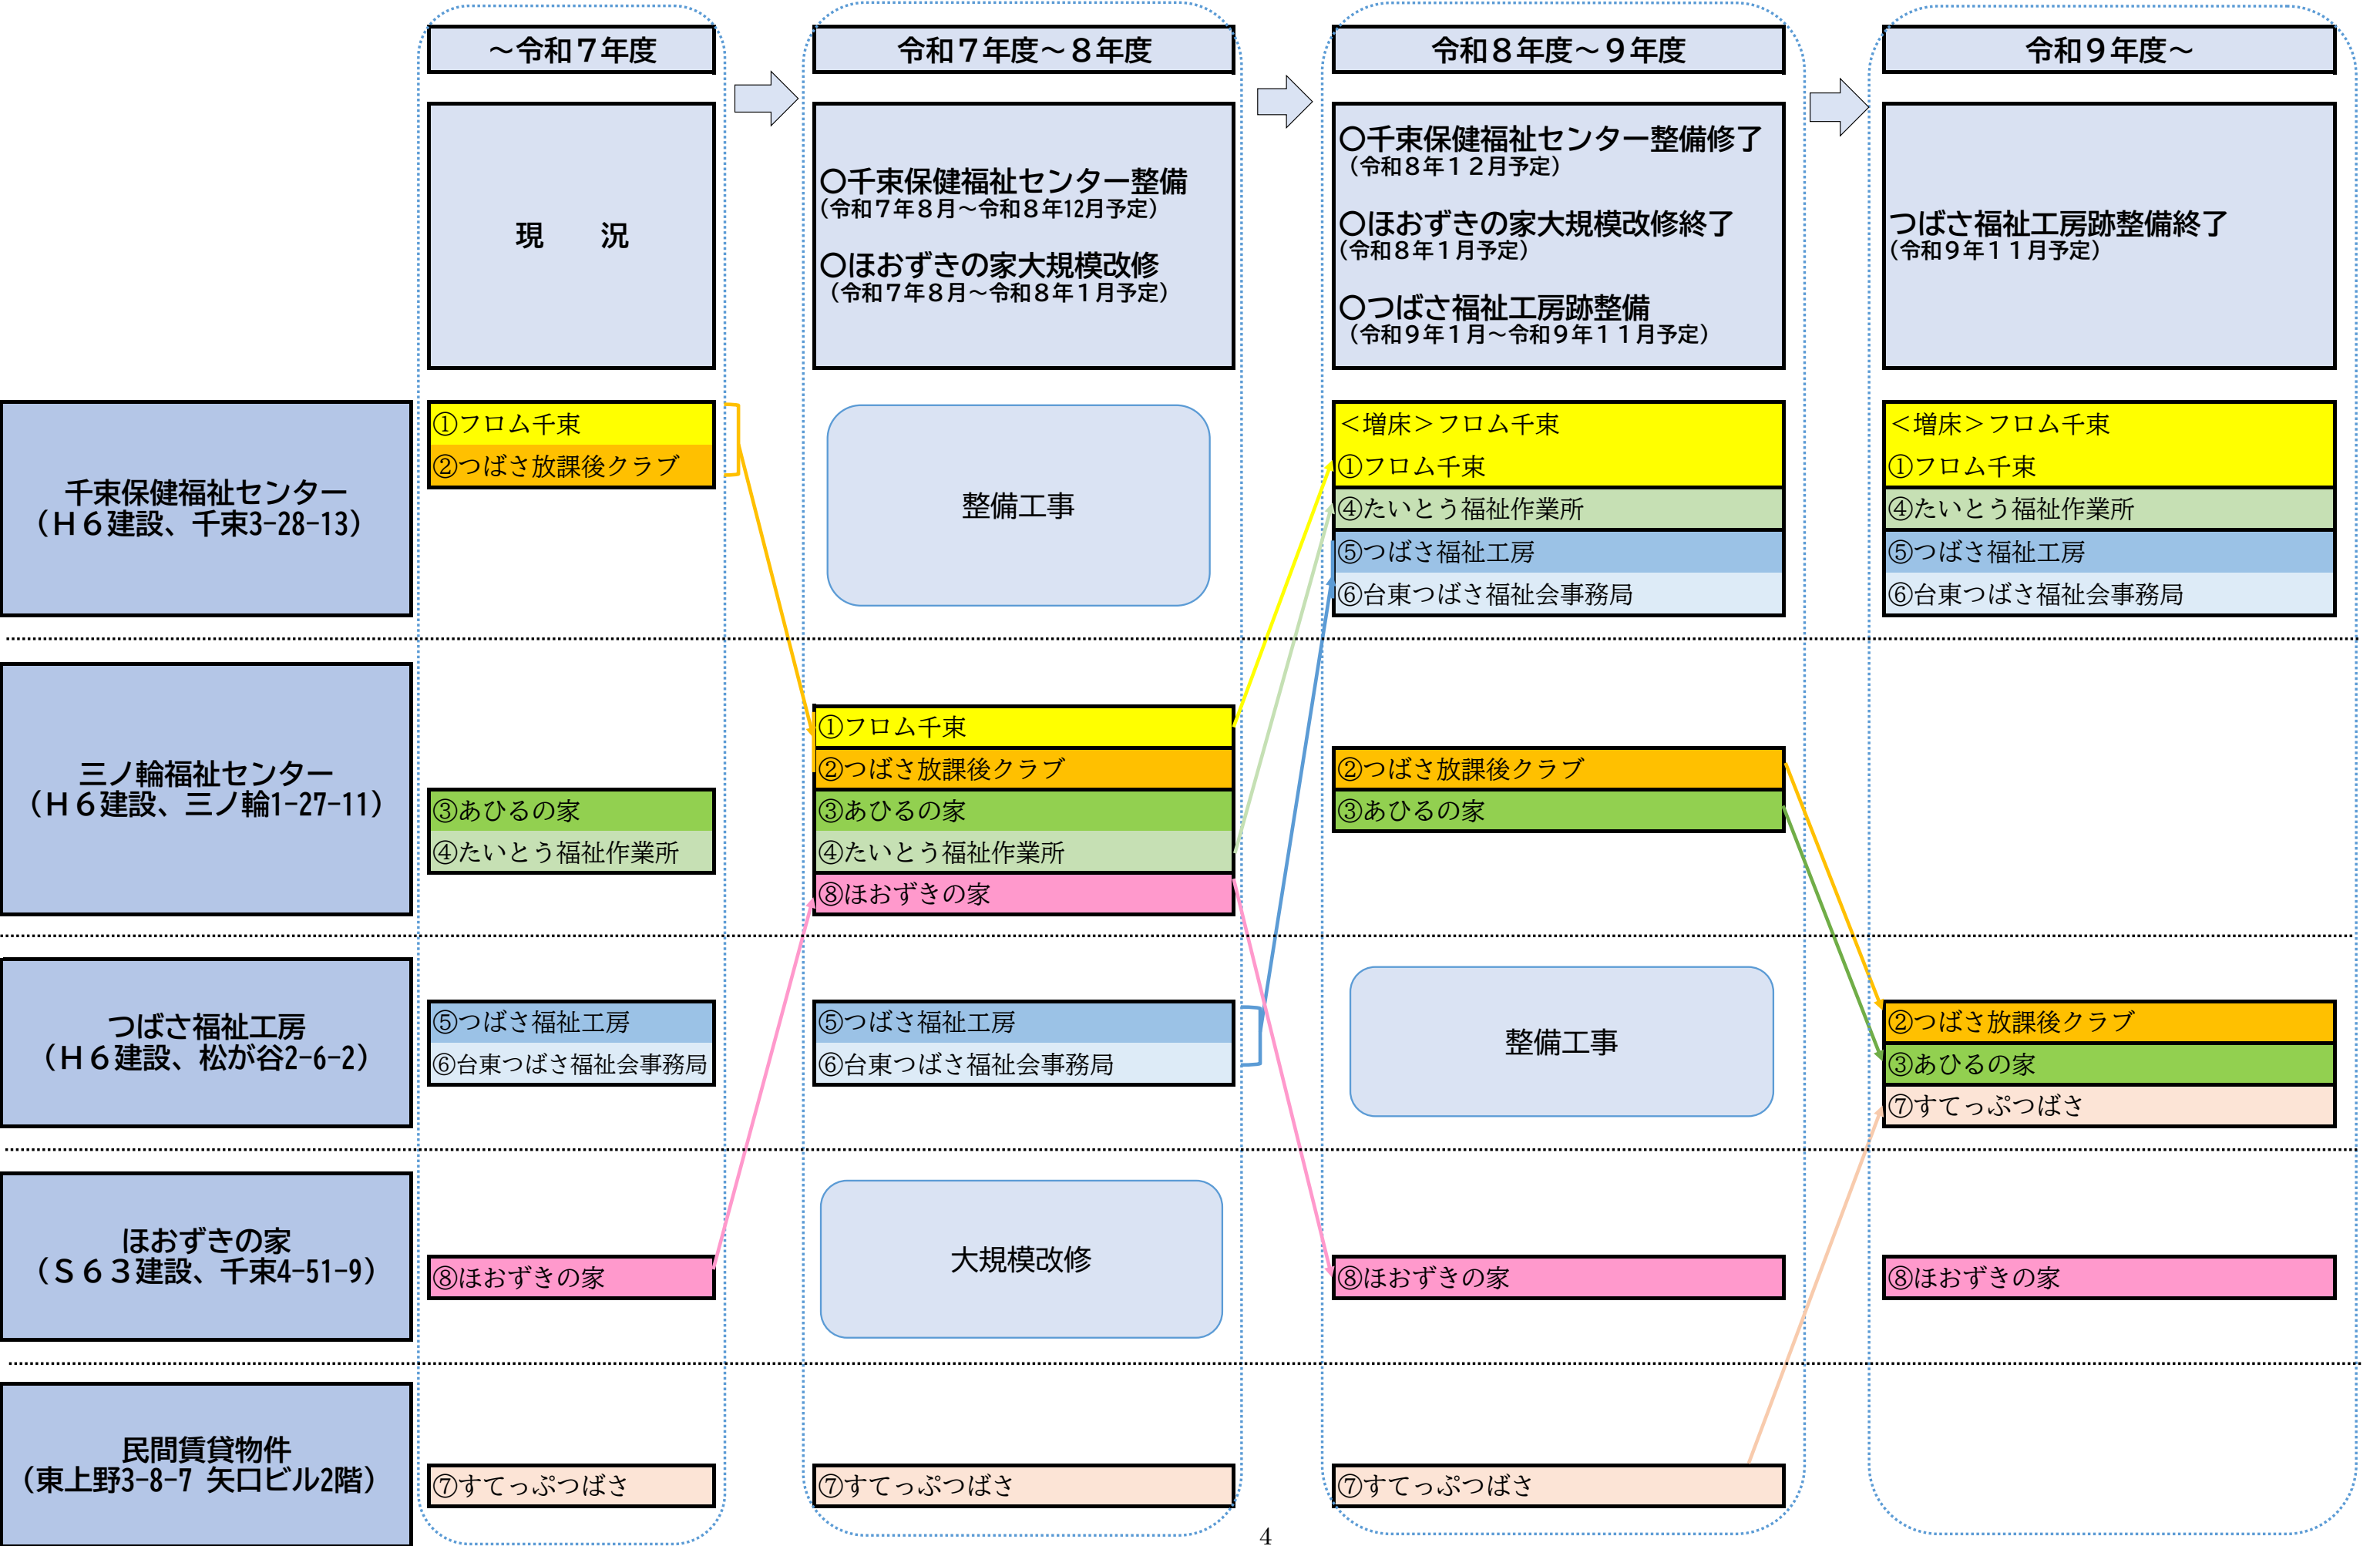 ～令和７年度
令和７年度～８年度
令和８年度～９年度
令和９年度～
現　　況
〇千束保健福祉センター整備
(令和７年８月～令和８年12月予定)
〇ほおずきの家大規模改修
（令和７年８月～令和８年１月予定）
〇千束保健福祉センター整備修了
（令和８年１２月予定）
〇ほおずきの家大規模改修終了
(令和８年１月予定)
〇つばさ福祉工房跡整備
（令和９年１月～令和９年１１月予定）
つばさ福祉工房跡整備終了
(令和９年１１月予定)
千束保健福祉センター
（Ｈ６建設、千束3-28-13）
①フロム千束
②つばさ放課後クラブ
整備工事
＜増床＞フロム千束
①フロム千束
④たいとう福祉作業所
⑤つばさ福祉工房
⑥台東つばさ福祉会事務局
＜増床＞フロム千束
①フロム千束
④たいとう福祉作業所
⑤つばさ福祉工房
⑥台東つばさ福祉会事務局
三ノ輪福祉センター
（Ｈ６建設、三ノ輪1-27-11）
③あひるの家
④たいとう福祉作業所
①フロム千束
②つばさ放課後クラブ
③あひるの家
④たいとう福祉作業所
⑧ほおずきの家
②つばさ放課後クラブ
③あひるの家
つばさ福祉工房
（Ｈ６建設、松が谷2-6-2）
⑤つばさ福祉工房
⑥台東つばさ福祉会事務局
⑤つばさ福祉工房
⑥台東つばさ福祉会事務局
整備工事
②つばさ放課後クラブ
③あひるの家
⑦すてっぷつばさ
ほおずきの家
（Ｓ６３建設、千束4-51-9）
⑧ほおずきの家
大規模改修
⑧ほおずきの家
⑧ほおずきの家
民間賃貸物件
（東上野3-8-7 矢口ビル2階）
⑦すてっぷつばさ
⑦すてっぷつばさ
⑦すてっぷつばさ
4